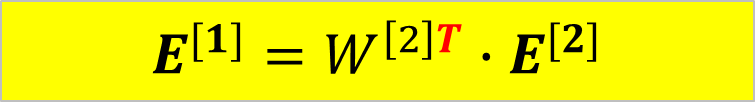 E^[1] = W^[2]T · E^[2]